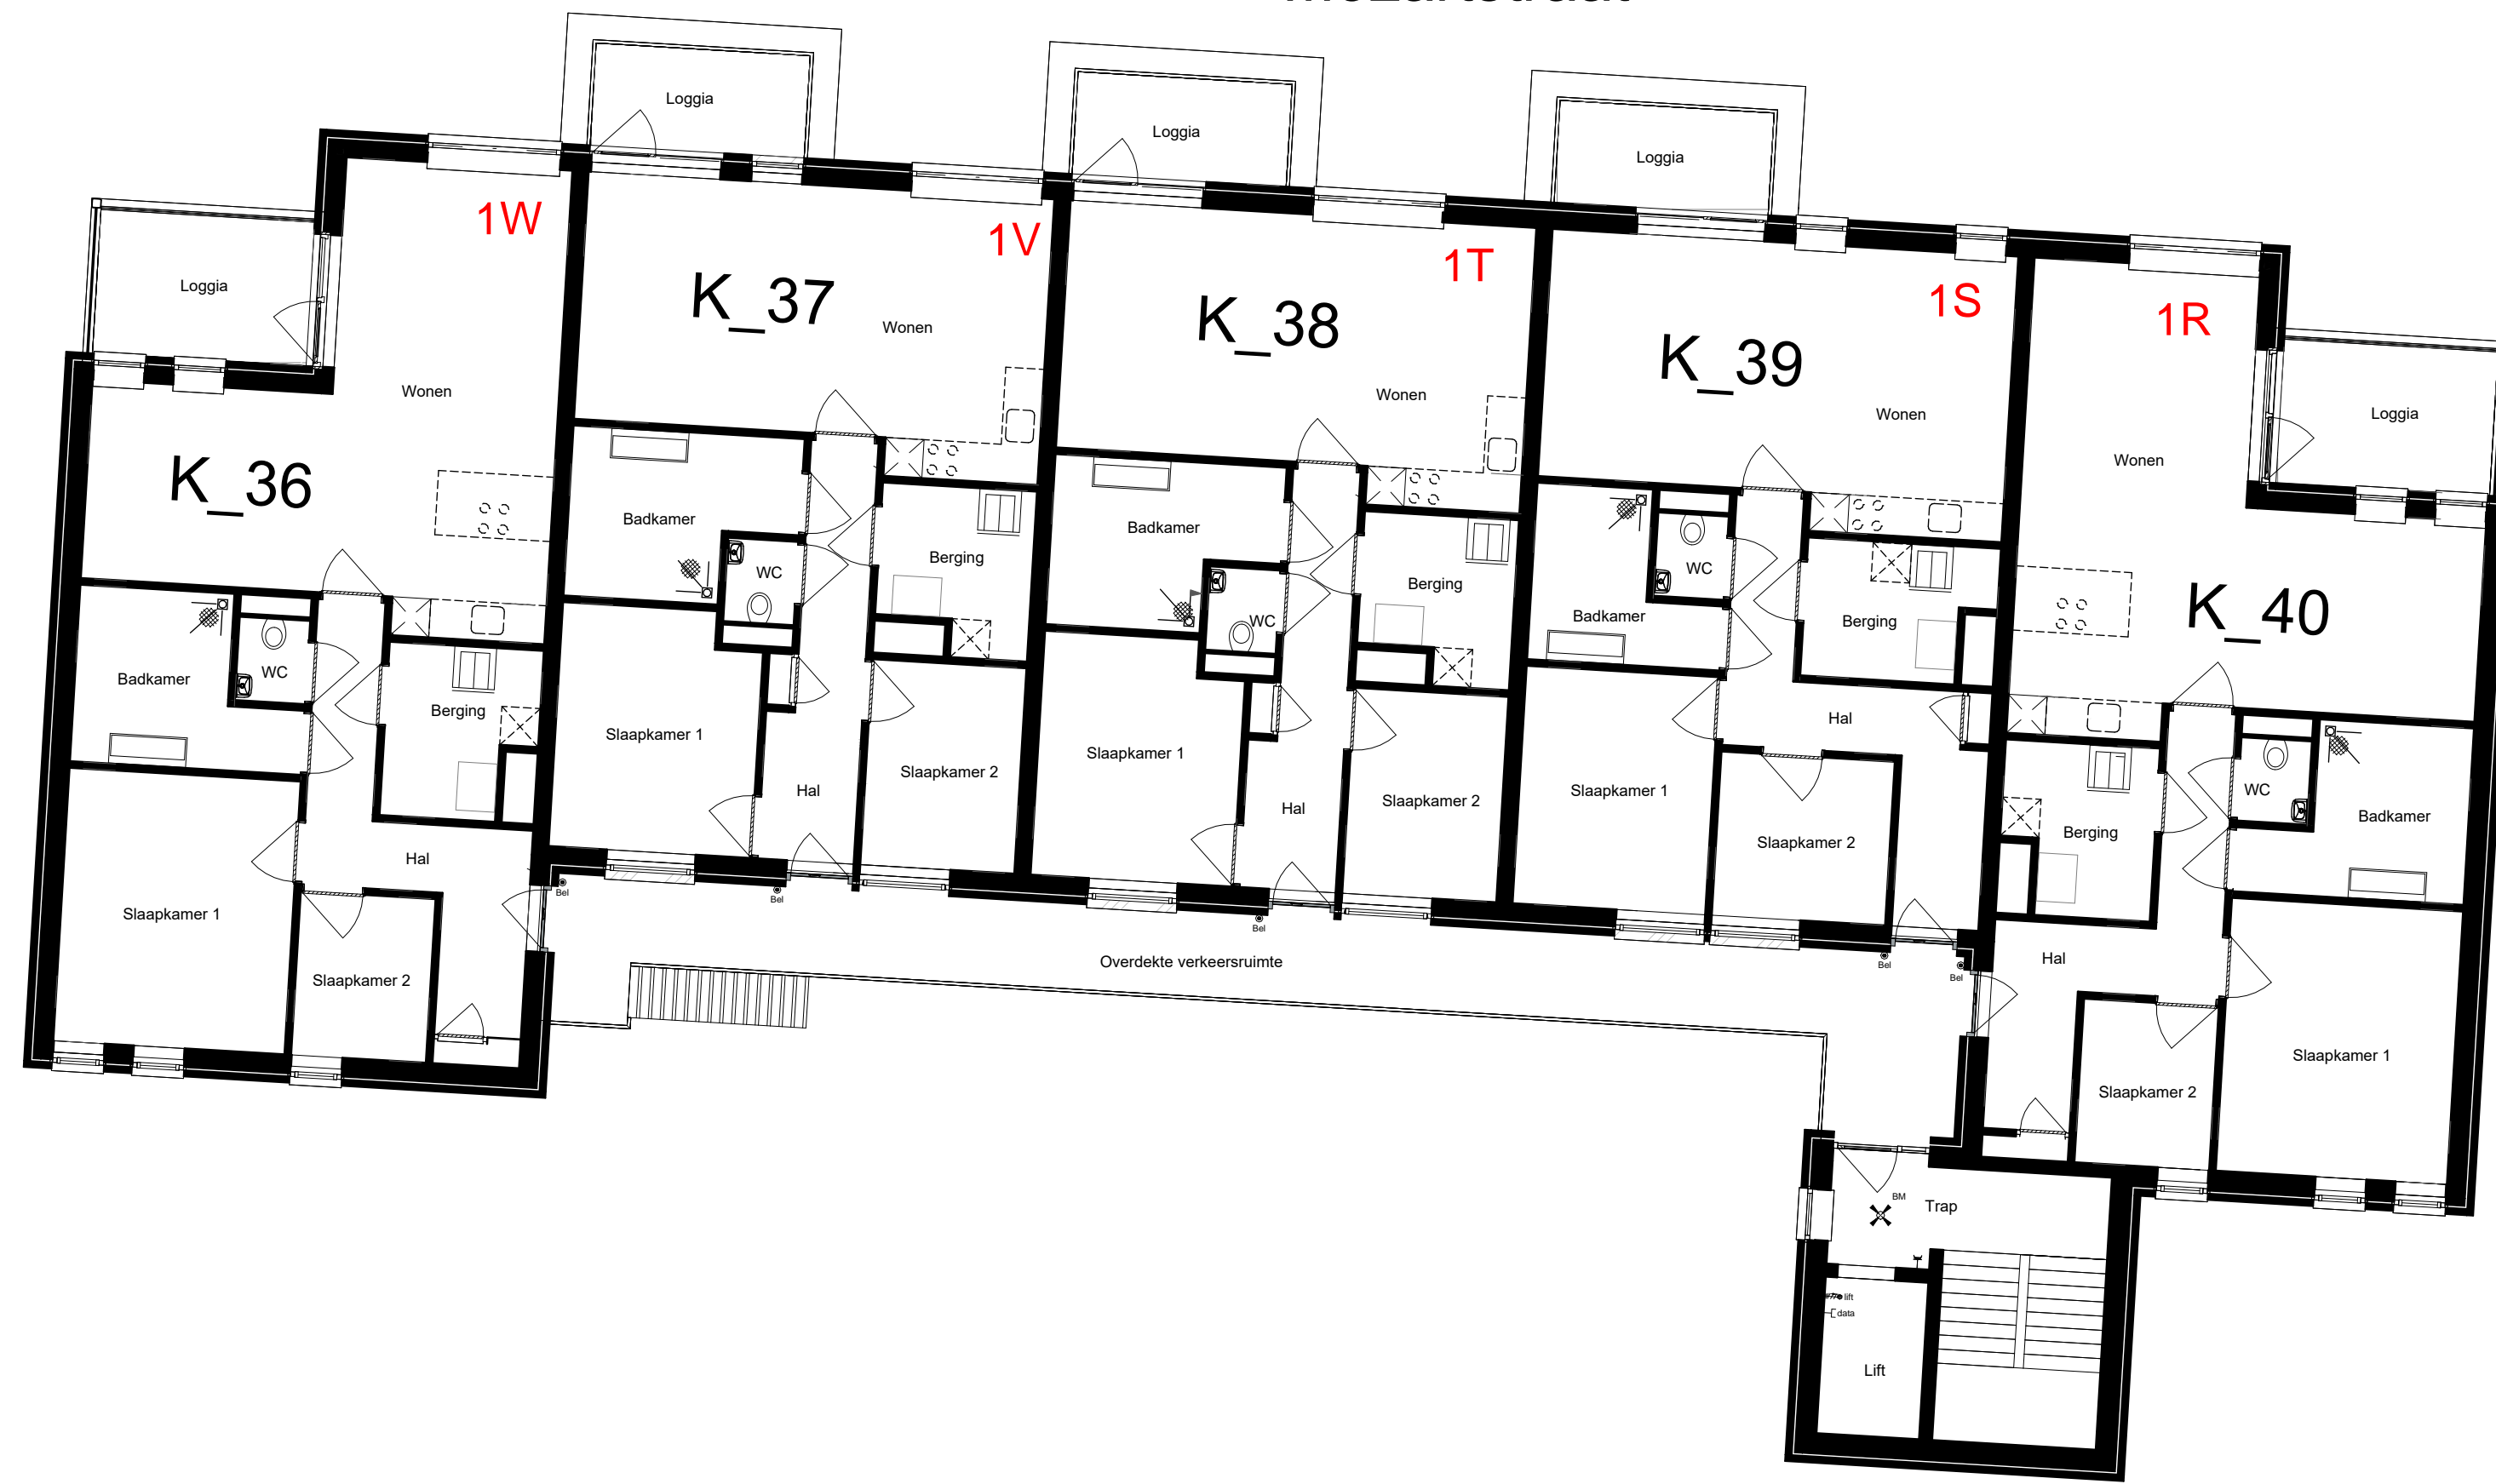 Loggia
Loggia
Loggia
1W
1V
1T
1S
1R
Loggia
K_37
K_38
K_39
Wonen
Wonen
Wonen
Wonen
Loggia
Wonen
K_36
K_40
Badkamer
WC
Berging
Badkamer
WC
Berging
Badkamer
WC
Berging
Badkamer
WC
Berging
WC
Badkamer
Berging
Slaapkamer 1
Hal
Slaapkamer 2
Slaapkamer 1
Hal
Slaapkamer 2
Slaapkamer 1
Hal
Slaapkamer 2
Hal
Slaapkamer 1
Slaapkamer 2
Bel
Bel
Bel
Bel
Bel
Overdekte verkeersruimte
Hal
Slaapkamer 1
Slaapkamer 2
BM
Trap
lift
data
Lift